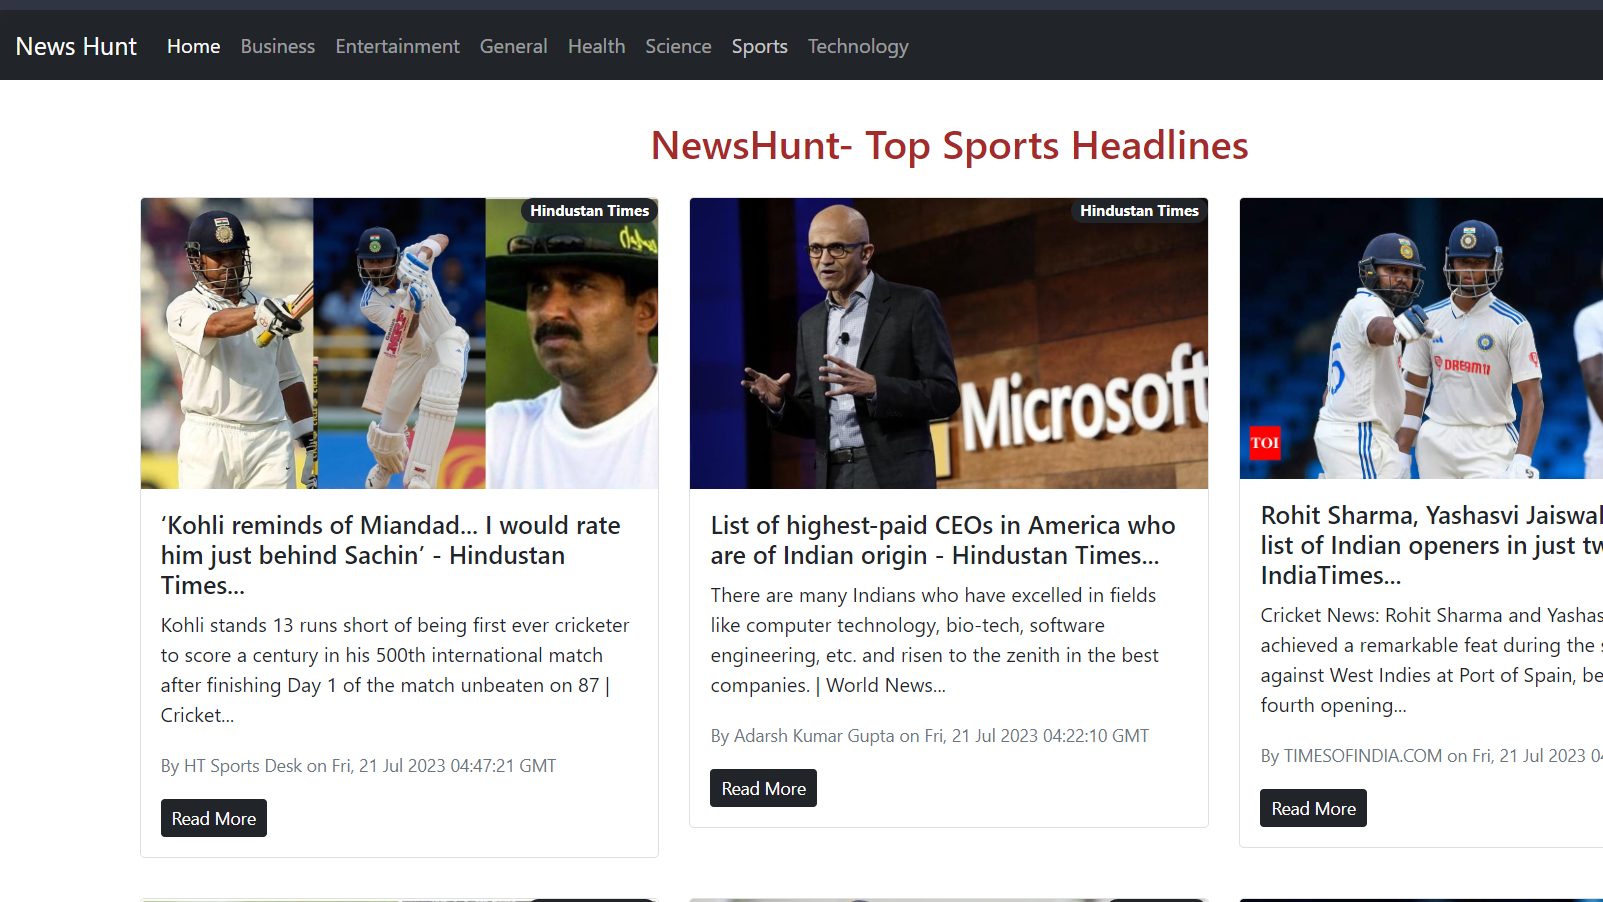 News Hunt Home Business Entertainment General Health Science Sports Technology
NewsHunt- Top Sports Headlines
Hindustan Times
‘Kohli reminds of Miandad... I would rate
him just behind Sachin’ - Hindustan
Times...
Kohli stands 13 runs short of being first ever cricketer
to score a century in his 500th international match
after finishing Day 1 of the match unbeaten on 87 |
Cricket...
By HT Sports Desk on Fri, 21 Jul 2023 04:47:21 GMT
Read More
Hindustan Times
Microsoft
List of highest-paid CEOs in America who
are of Indian origin - Hindustan Times...
There are many Indians who have excelled in fields
like computer technology, bio-tech, software
engineering, etc. and risen to the zenith in the best
companies. | World News...
By Adarsh Kumar Gupta on Fri, 21 Jul 2023 04:22:10 GMT
Read More
DREAM11
TOI
Rohit Sharma, Yashasvi Jaiswal
list of Indian openers in just
IndiaTimes...
Cricket News: Rohit Sharma and Yashas
achieved a remarkable feat during the
against West Indies at Port of Spain, be
fourth opening...
By TIMESOFINDIA.COM on Fri, 21 Jul 2023
Read More